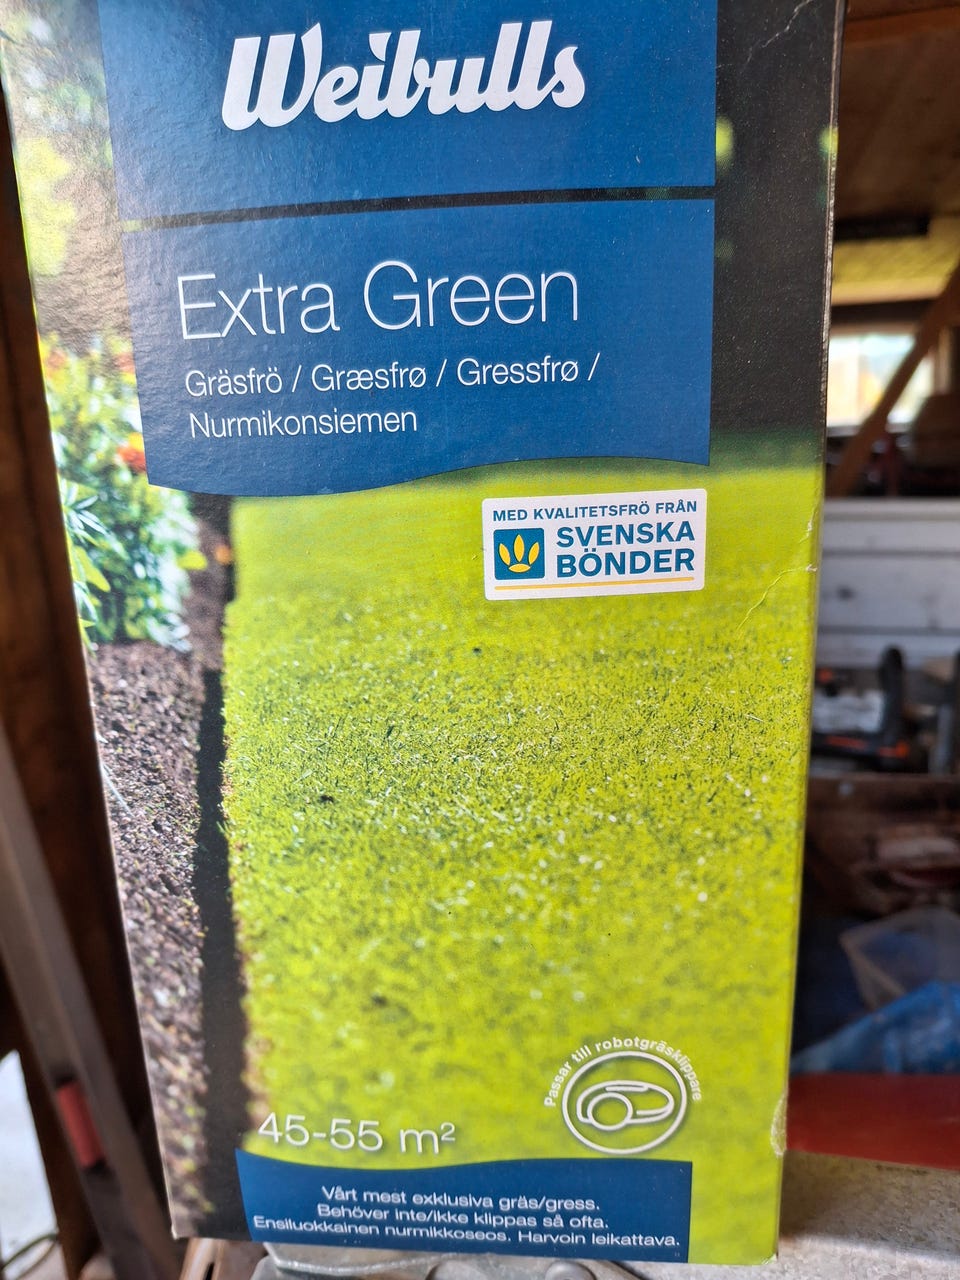 Weibulls
Extra Green
Gräsfrö / Græsfrø / Gressfrø /
Nurmikonsiemen
MED KVALITETSFRÖ FRÅN
SVENSKA
BÖNDER
Passar till robotgräsklippare
45-55 m²
Vårt mest exklusiva gräs/gress.
Behöver inte/ikke klippas så ofta.
Ensiluokkainen nurmikkoseos. Harvoin leikattava.